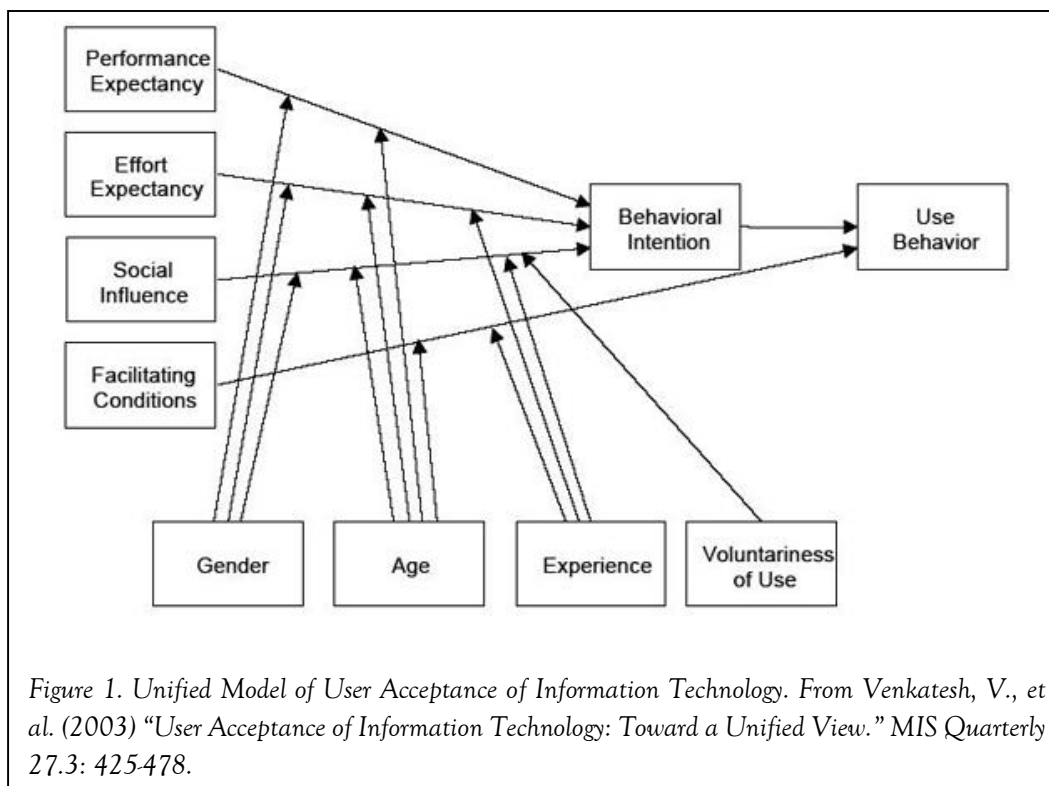 Performance
Expectancy
Effort
Expectancy
Social
Influence
Facilitating
Conditions
Behavioral
Intention
Use
Behavior
Gender
Age
Experience
Voluntariness
of Use
Figure 1. Unified Model of User Acceptance of Information Technology. From Venkatesh, V., et
al. (2003) “User Acceptance of Information Technology: Toward a Unified View.” MIS Quarterly
27.3: 425-478.